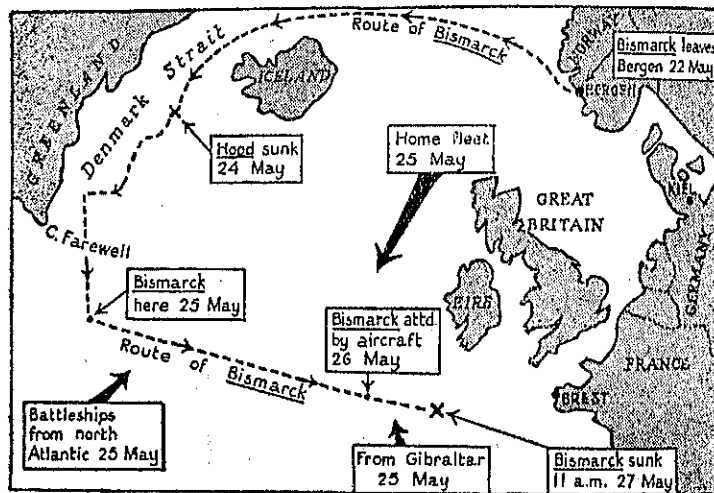 GREENLAND
Denmark Strait
ICELAND
Route of Bismarck
NORWAY
Bismarck leaves
Bergen 22 May
Hood sunk
24 May
Home fleet
25 May
GREAT
BRITAIN
KIEL
GERMANY
C. Farewell
Bismarck
here 25 May
EIRE
Bismarck attd.
by aircraft
26 May
FRANCE
Route of Bismarck
BREST
Battleships
from north
Atlantic 25 May
From Gibraltar
25 May
Bismarck sunk
11 a.m. 27 May